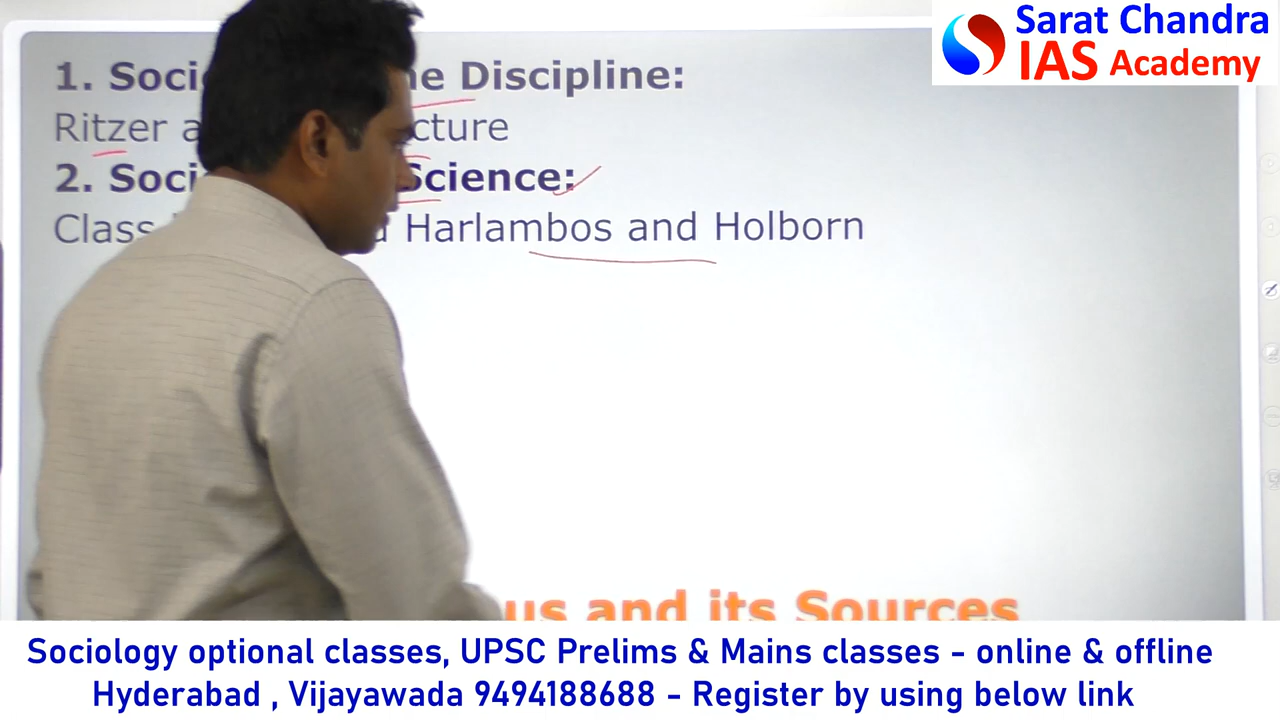 Sarat Chandra
IAS Academy
1. Soci ne Discipline:
Ritzer a cture
2. Soci Science:
Class Harlambos and Holborn
us and its Sources
Sociology optional classes, UPSC Prelims & Mains classes - online & offline
Hyderabad , Vijayawada 9494188688 - Register by using below link